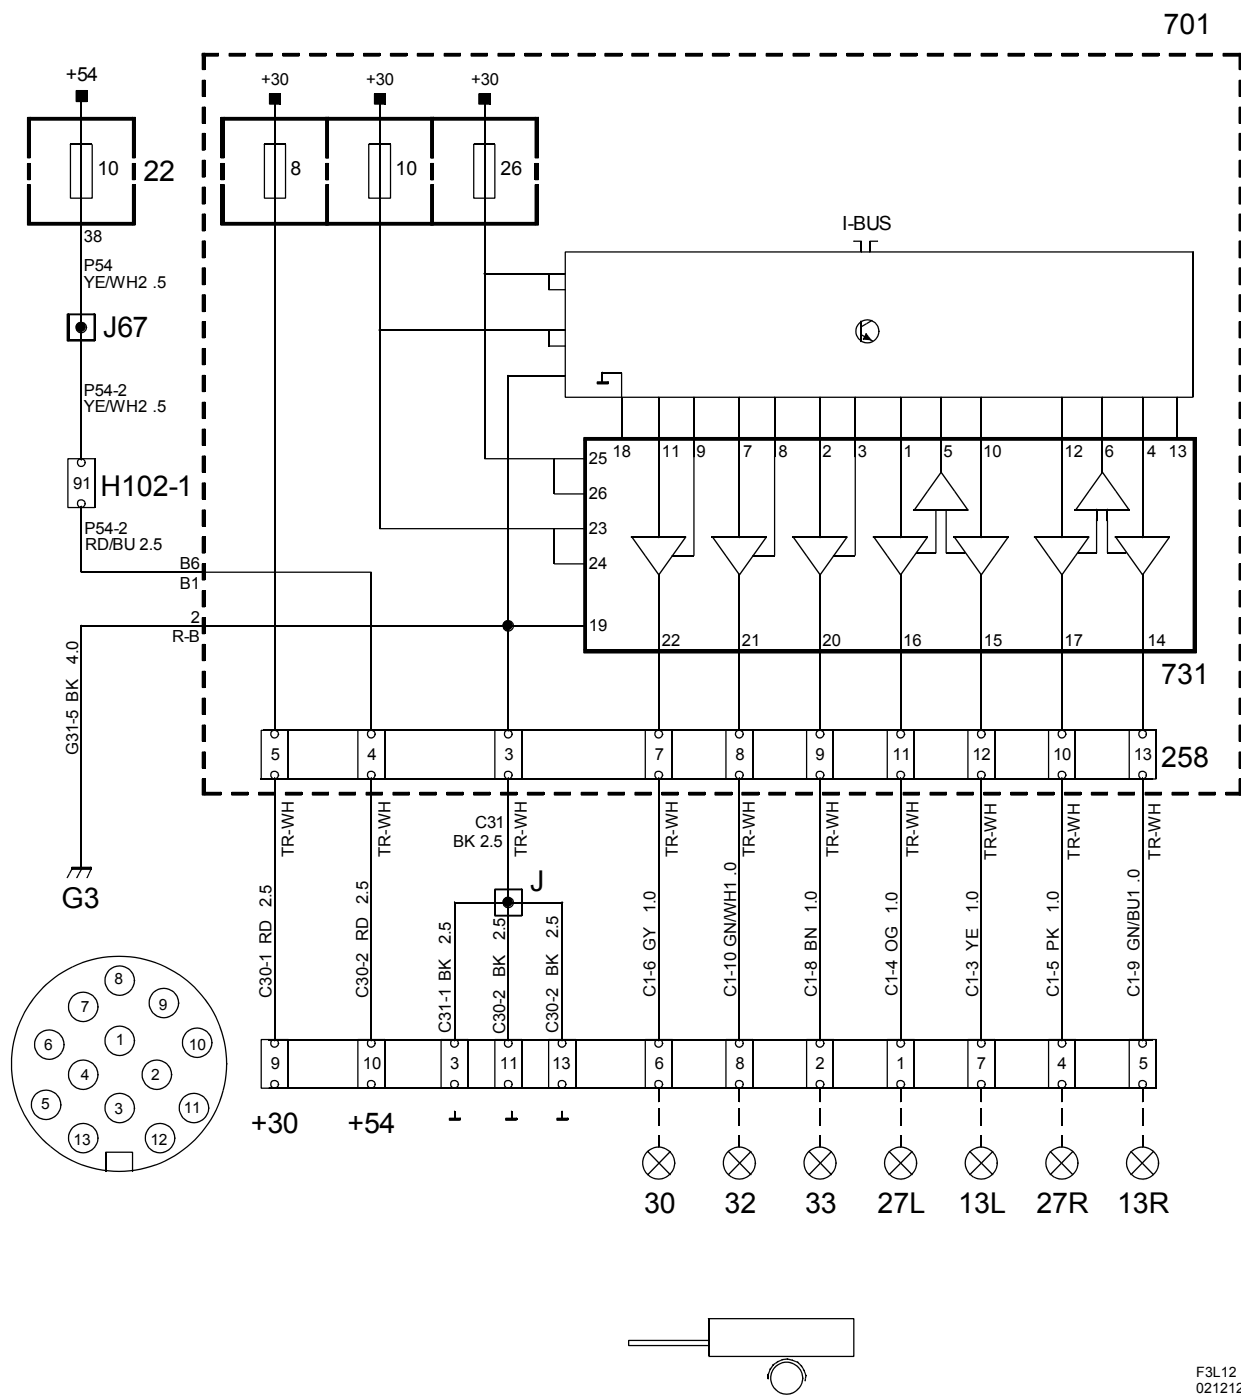 701
+54
+30 +30 +30
10 22 8 10 26
38
I-BUS
P54
YE/WH2 .5
J67
P54-2
YE/WH2 .5
18 11 9 7 8 2 3 1 5 10 12 6 4 13
25
91 H102-1
26
P54-2
RD/BU 2.5
23
24
B6
B1
2
R-B
19
22 21 20 16 15 17 14
731
G31-5 BK 4.0
5 4 3 7 8 9 11 12 10 13 258
TR-WH TR-WH TR-WH TR-WH TR-WH TR-WH TR-WH TR-WH TR-WH TR-WH
C31
BK 2.5
G3
J
C30-1 RD 2.5
C30-2 RD 2.5
C31-1 BK 2.5
C30-2 BK 2.5
C30-2 BK 2.5
C1-6 GY 1.0
C1-10 GN/WH1 .0
C1-8 BN 1.0
C1-4 OG 1.0
C1-3 YE 1.0
C1-5 PK 1.0
C1-9 GN/BU1 .0
8
7 9
6 1 10
4 2
5 3 11
13 12
9 10 3 11 13 6 8 2 1 7 4 5
+30 +54
30 32 33 27L 13L 27R 13R
F3L12
021212